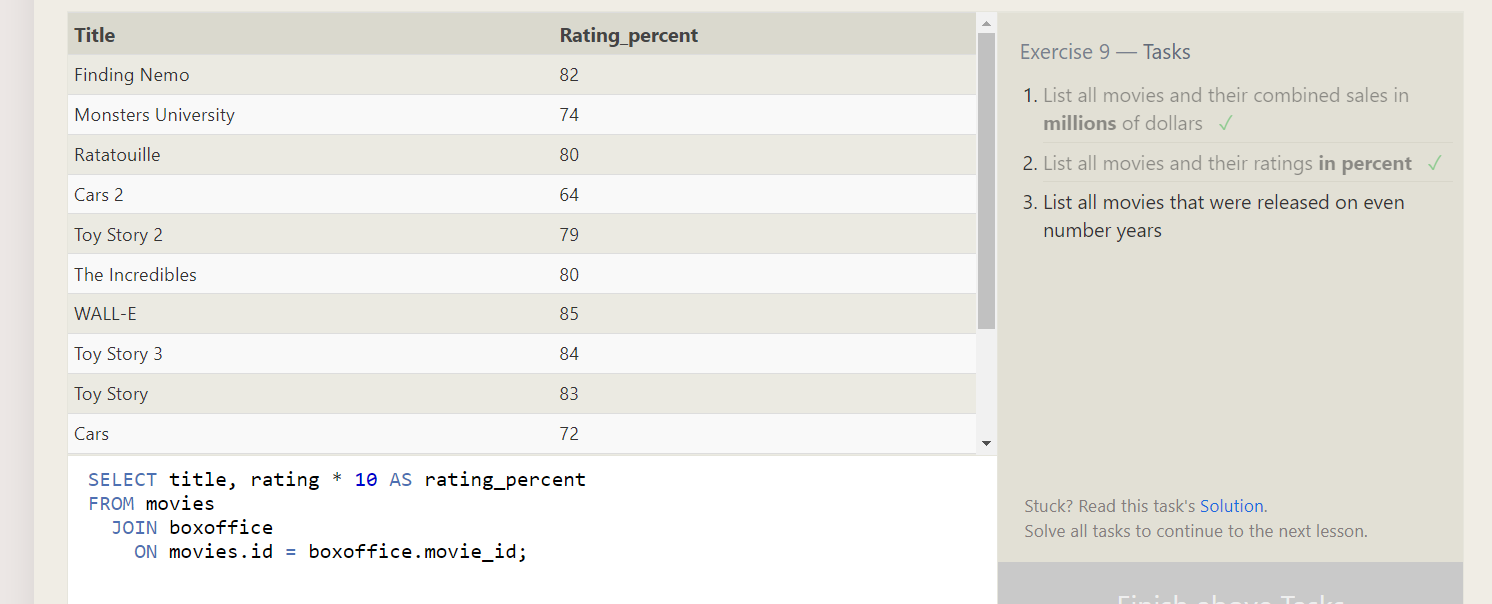 Title Rating_percent
Finding Nemo 82
Monsters University 74
Ratatouille 80
Cars 2 64
Toy Story 2 79
The Incredibles 80
WALL-E 85
Toy Story 3 84
Toy Story 83
Cars 72
SELECT title, rating * 10 AS rating_percent
FROM movies
JOIN boxoffice
ON movies.id = boxoffice.movie_id;
Exercise 9 — Tasks
1. List all movies and their combined sales in
millions of dollars ✓
2. List all movies and their ratings in percent ✓
3. List all movies that were released on even
number years
Stuck? Read this task's Solution.
Solve all tasks to continue to the next lesson.
Finish above Tasks